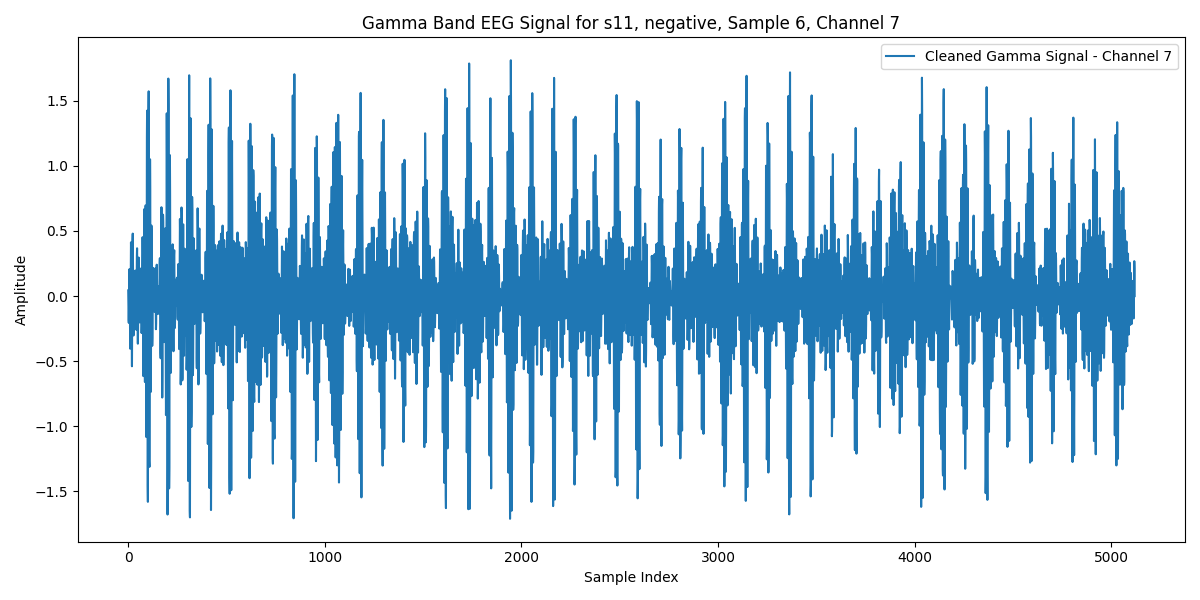 Gamma Band EEG Signal for s11, negative, Sample 6, Channel 7
Cleaned Gamma Signal - Channel 7
Amplitude
1.5
1.0
0.5
0.0
−0.5
−1.0
−1.5
0 1000 2000 3000 4000 5000
Sample Index